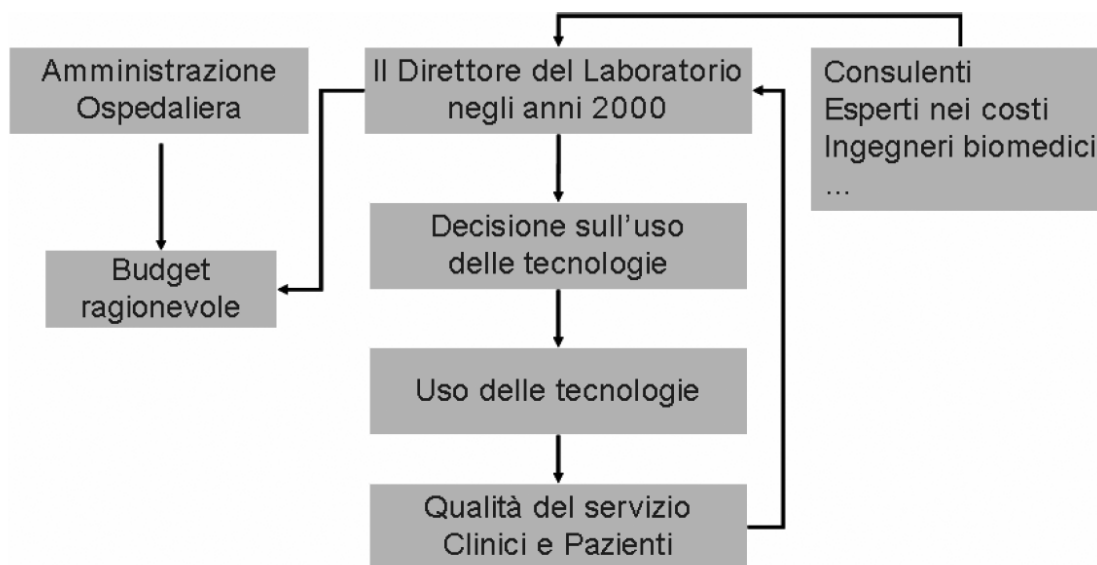 Amministrazione
Ospedaliera
Il Direttore del Laboratorio
negli anni 2000
Consulenti
Esperti nei costi
Ingegneri biomedici
...
Decisione sull'uso
delle tecnologie
Budget
ragionevole
Uso delle tecnologie
Qualità del servizio
Clinici e Pazienti